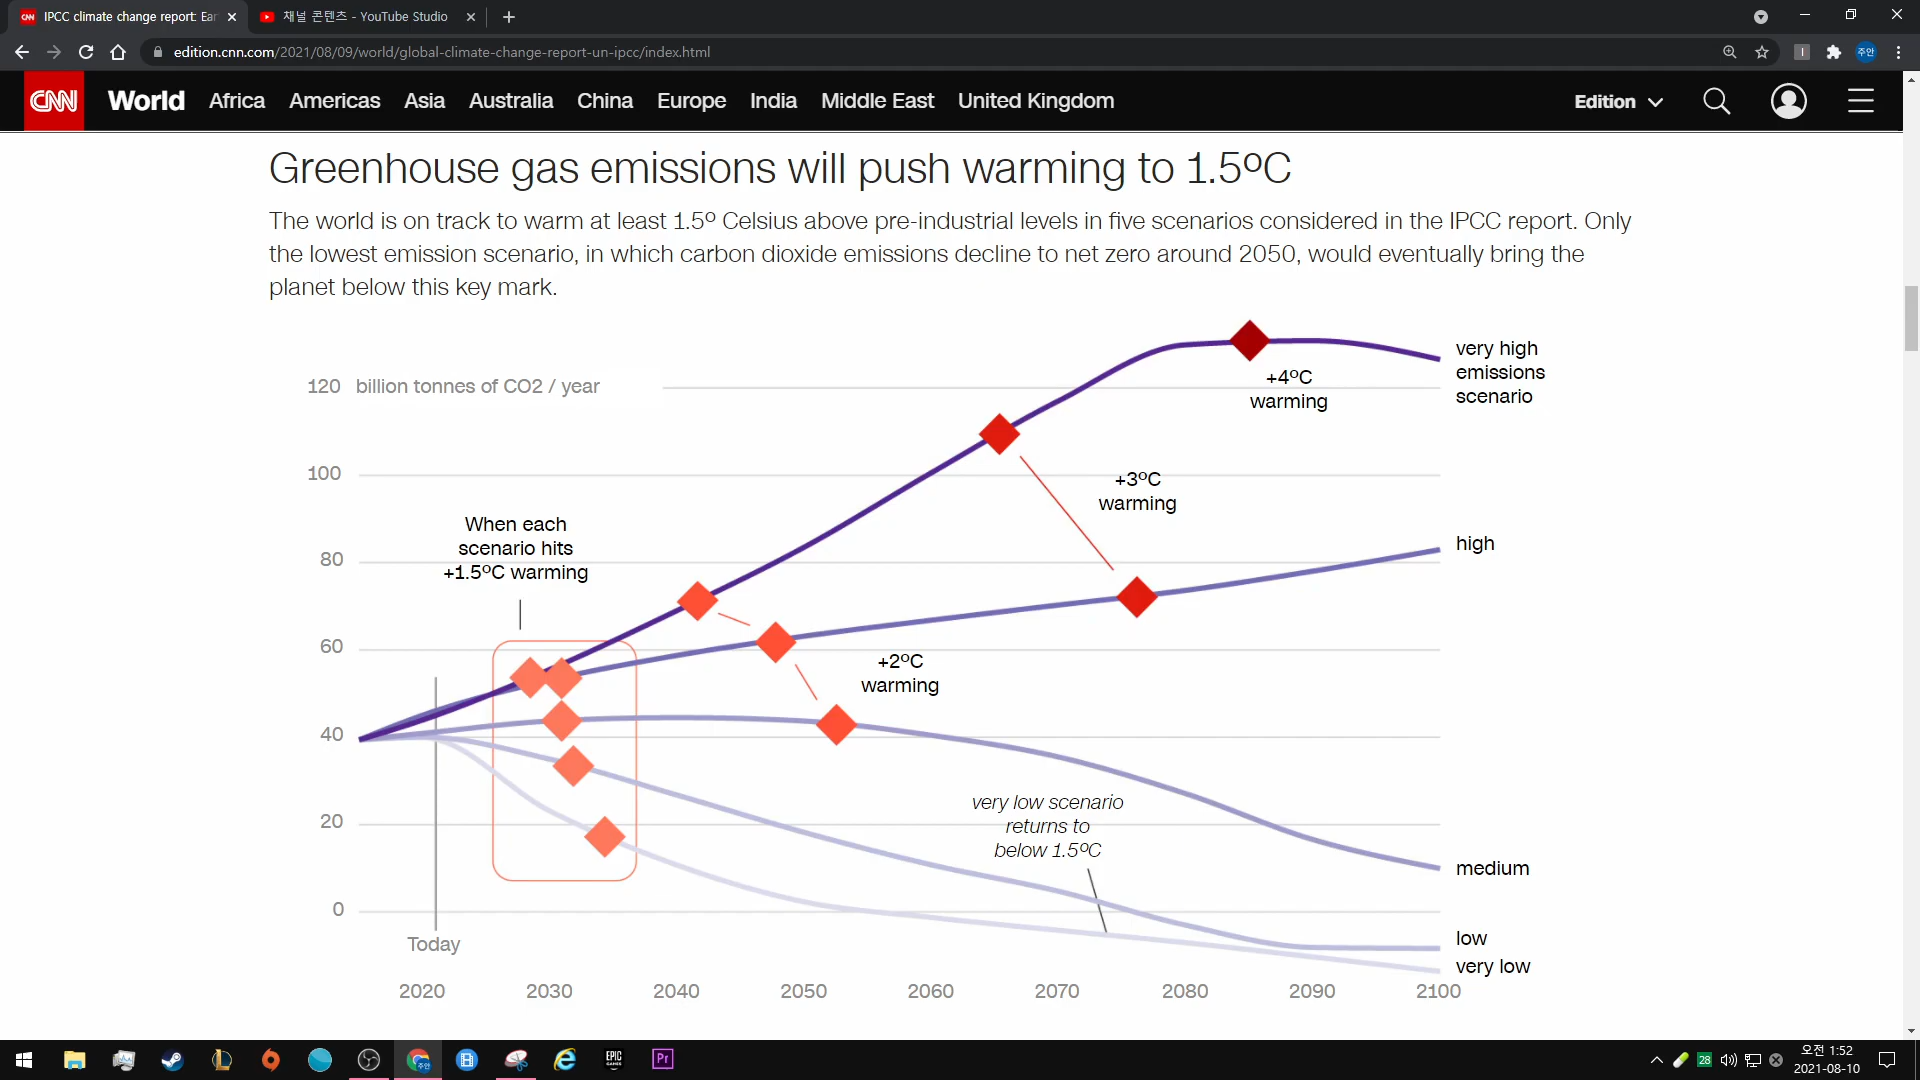 IPCC climate change report: Ear
채널 콘텐츠 - YouTube Studio
edition.cnn.com/2021/08/09/world/global-climate-change-report-un-ipcc/index.html
주안
CNN World Africa Americas Asia Australia China Europe India Middle East United Kingdom Edition
Greenhouse gas emissions will push warming to 1.5ºC
The world is on track to warm at least 1.5º Celsius above pre-industrial levels in five scenarios considered in the IPCC report. Only
the lowest emission scenario, in which carbon dioxide emissions decline to net zero around 2050, would eventually bring the
planet below this key mark.
120 billion tonnes of CO2 / year
100
80
60
40
20
0
very high
emissions
scenario
+4ºC
warming
+3ºC
warming
high
When each
scenario hits
+1.5ºC warming
+2ºC
warming
very low scenario
returns to
below 1.5ºC
medium
low
very low
Today
2020 2030 2040 2050 2060 2070 2080 2090 2100
주안
EPIC
GAMES
Pr
28
오전 1:52
2021-08-10